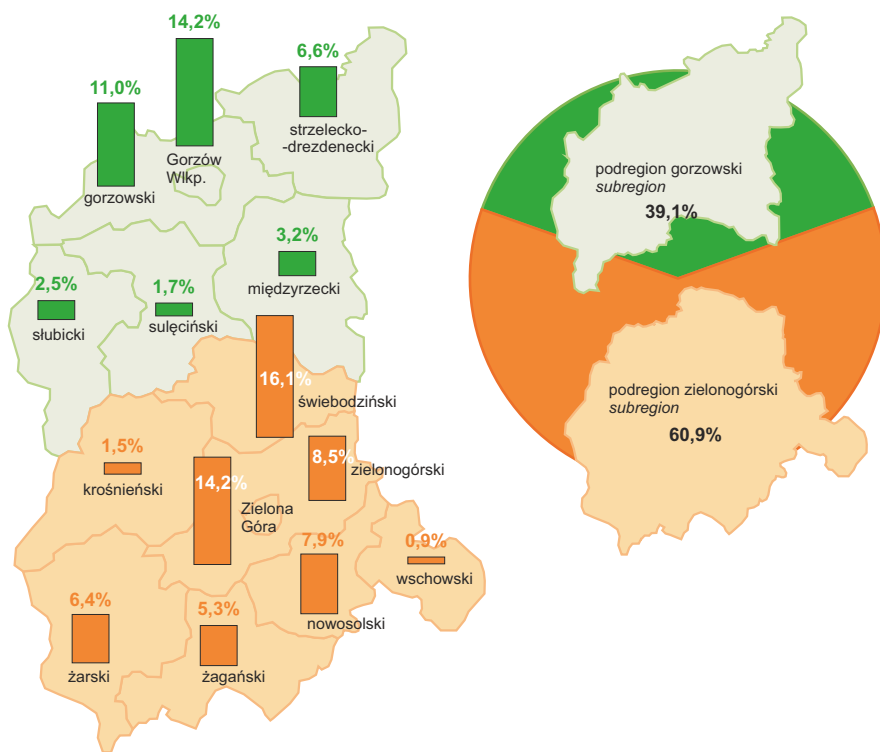 14,2%
6,6%
11,0%
strzelecko-
-drezdenecki
Gorzów
Wlkp.
gorzowski
3,2%
międzyrzecki
2,5%
słubicki
1,7%
sulęciński
16,1%
świebodziński
1,5%
krośnieński
14,2%
Zielona
Góra
8,5%
zielonogórski
7,9%
nowosolski
0,9%
wschowski
6,4%
żarski
5,3%
żagański
podregion gorzowski
subregion
39,1%
podregion zielonogórski
subregion
60,9%